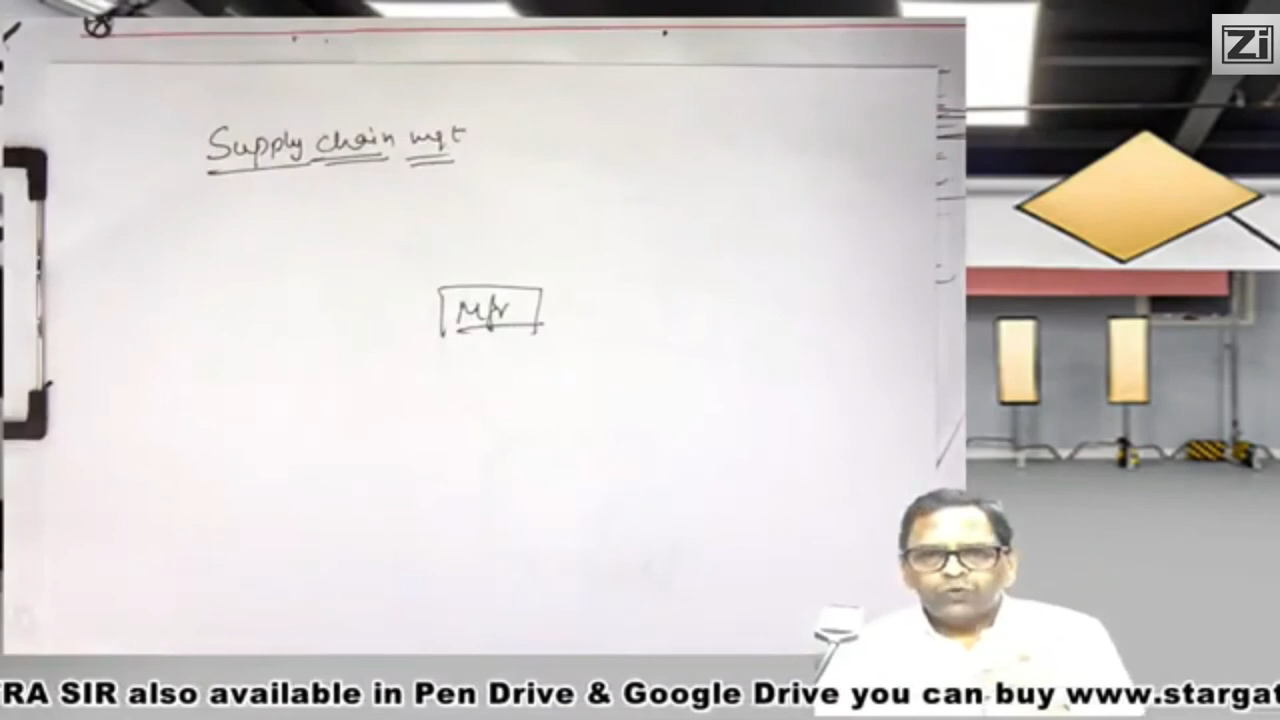 Zi
Supply chain mgt
Mfr
RA SIR also available in Pen Drive & Google Drive you can buy www.stargat